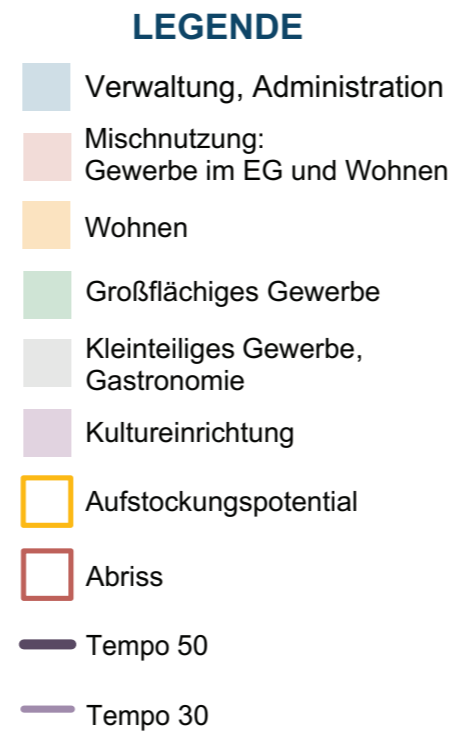 LEGENDE
Verwaltung, Administration
Mischnutzung:
Gewerbe im EG und Wohnen
Wohnen
Großflächiges Gewerbe
Kleinteiliges Gewerbe,
Gastronomie
Kultureinrichtung
Aufstockungspotential
Abriss
Tempo 50
Tempo 30